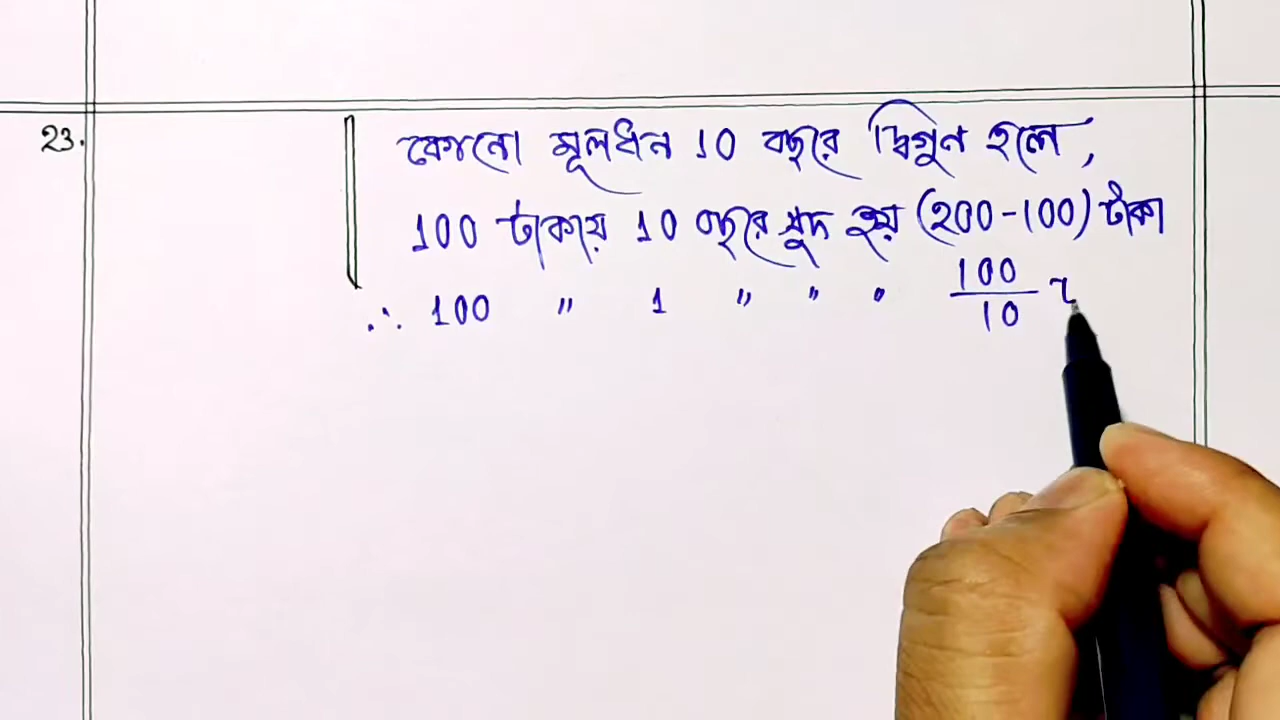 23. কোনো মূলধন 10 বছরে দ্বিগুন হলে,
100 টাকায় 10 বছরে সুদ হয় (200-100) টাকা
∴ 100 " 1 " " " 100/10